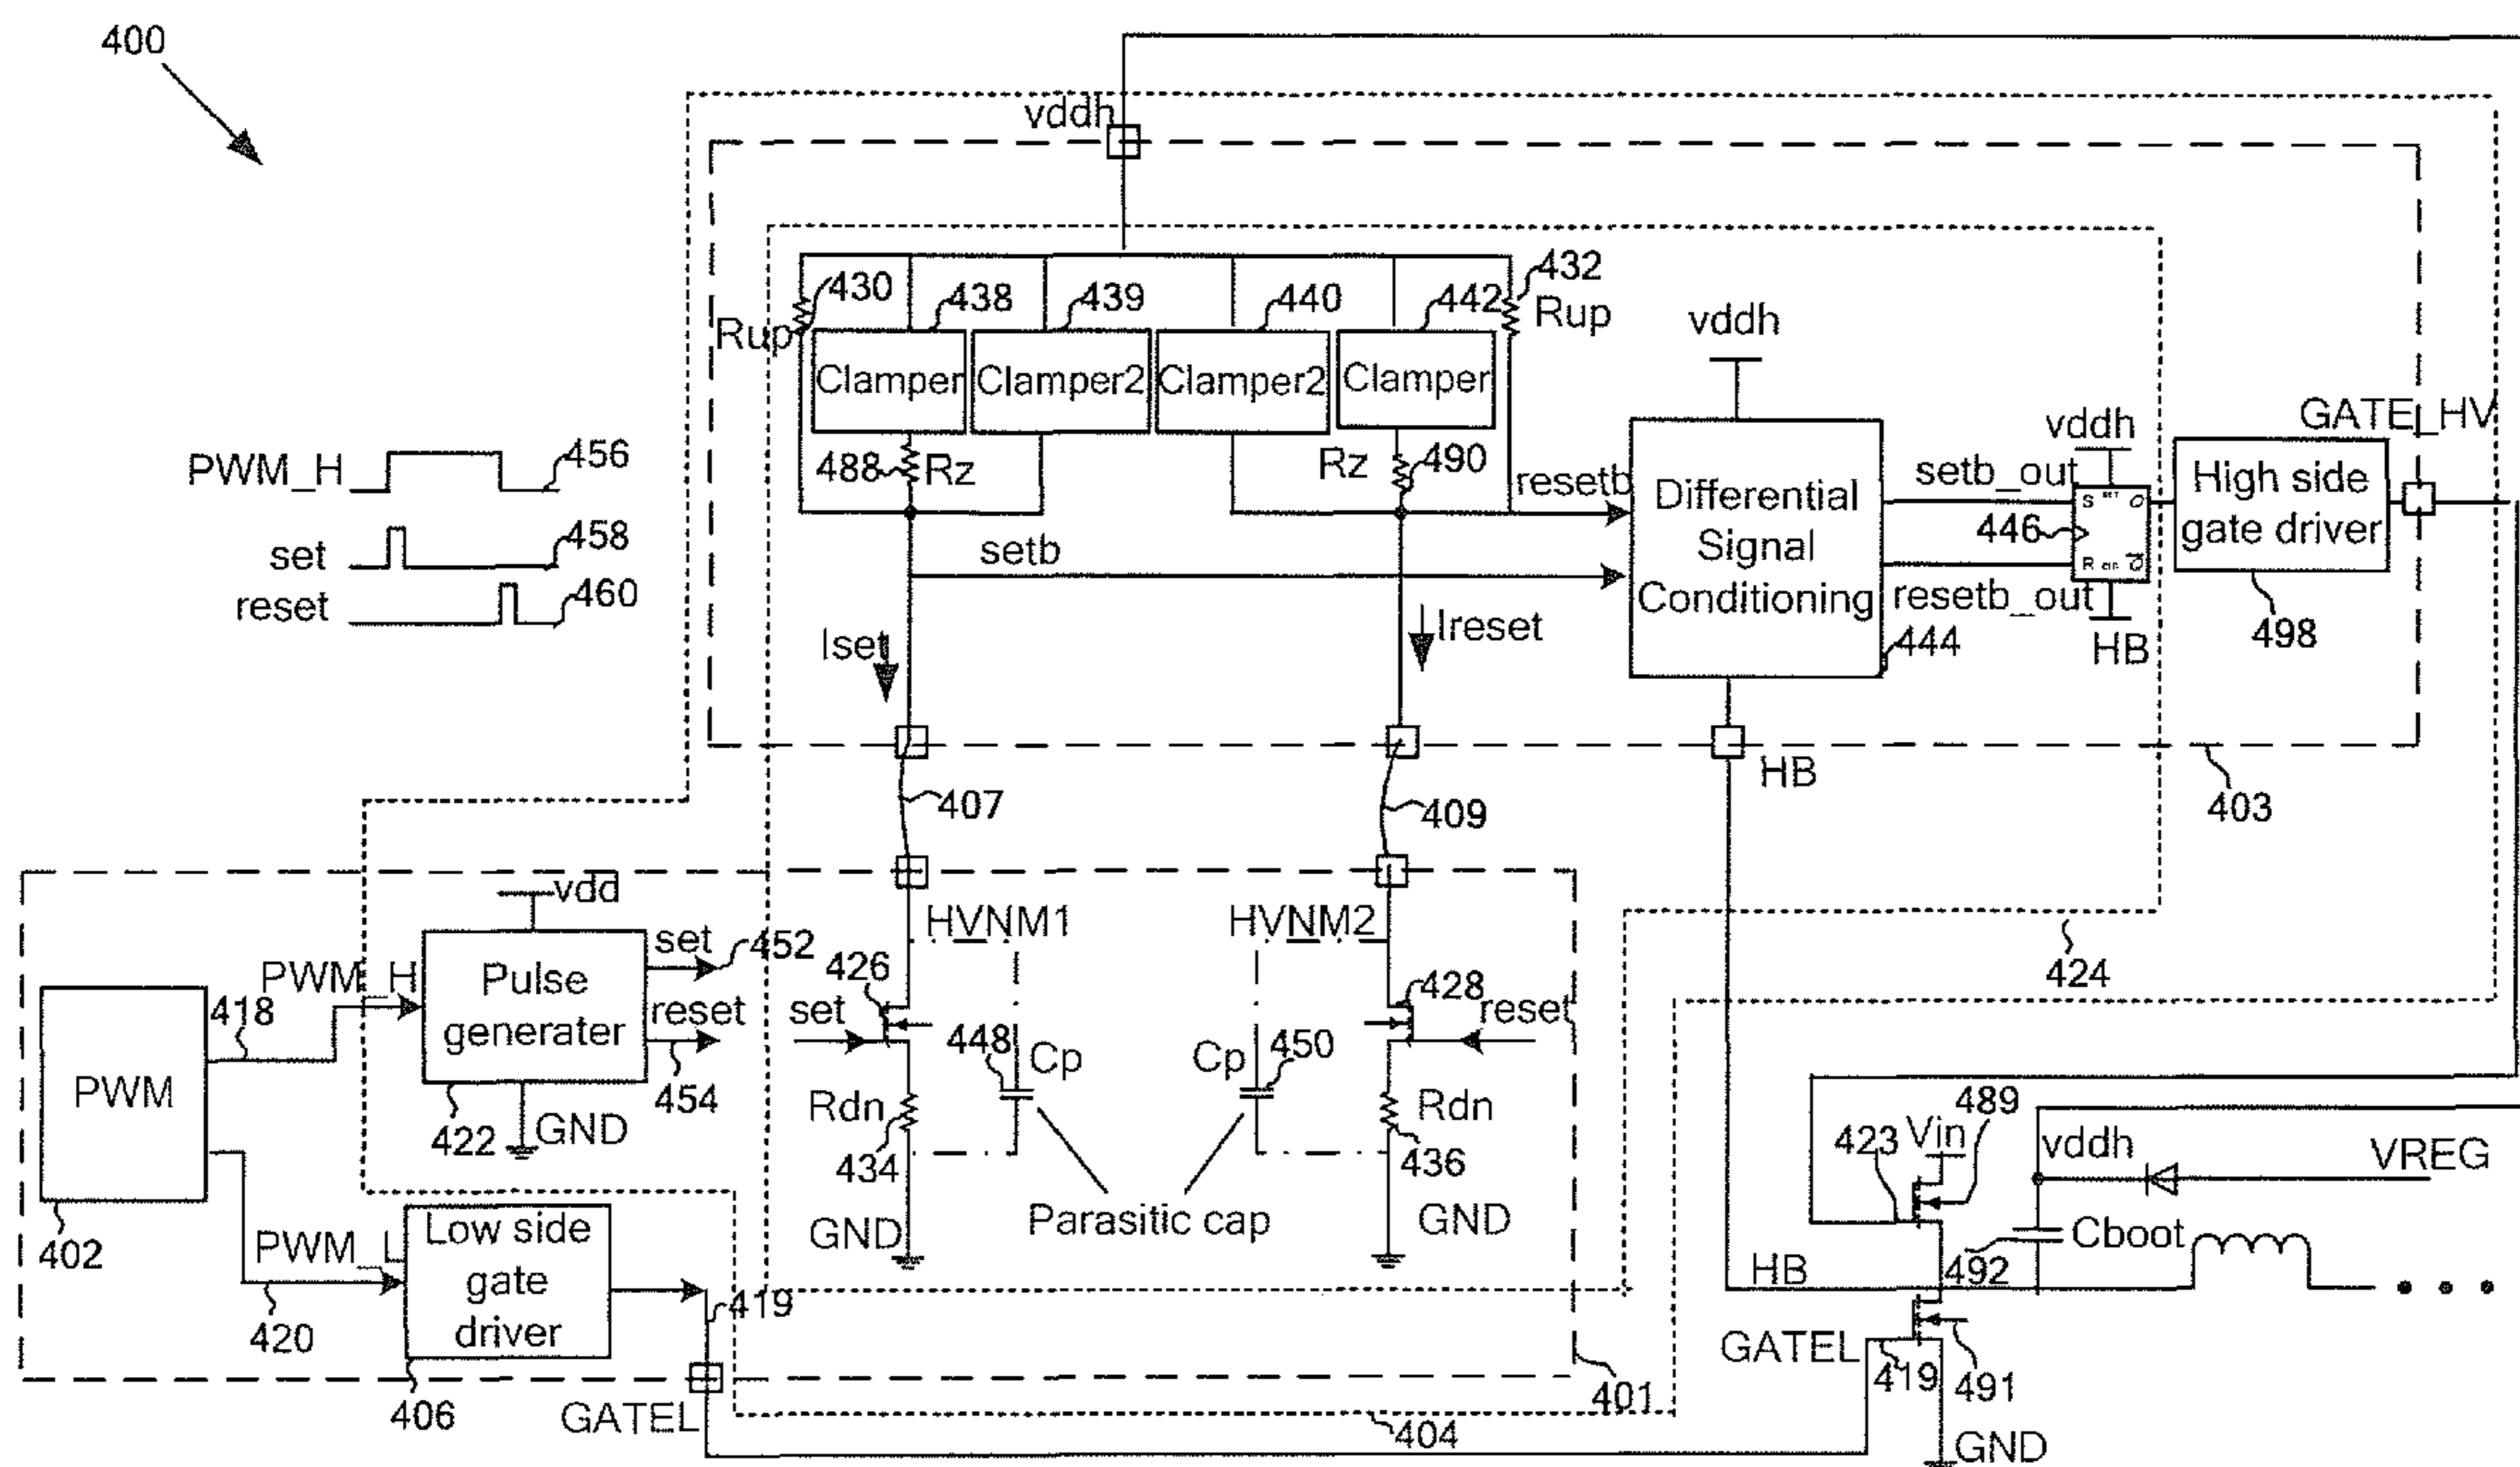 400
vddh
430
438
439
440
442
432
Rup
Rup
Clamper
Clamper2
Clamper2
Clamper
vddh
488
Rz
Rz
490
resetb
setb
Differential
Signal
Conditioning
444
setb_out
resetb_out
vddh
S
Q
446
R
Q
HB
High side
gate driver
498
GATE_HV
PWM_H
456
set
458
reset
460
Iset
Ireset
407
409
HB
403
vdd
HVNM1
HVNM2
Pulse
generater
set
452
reset
454
PWM_H
418
PWM
402
422
GND
426
set
448
Cp
Cp
450
428
reset
424
Rdn
434
Rdn
436
GND
Parasitic cap
GND
PWM_L
420
Low side
gate
driver
406
419
GATEL
401
404
489
423
Vin
vddh
VREG
Cboot
492
HB
GATEL
419
491
GND